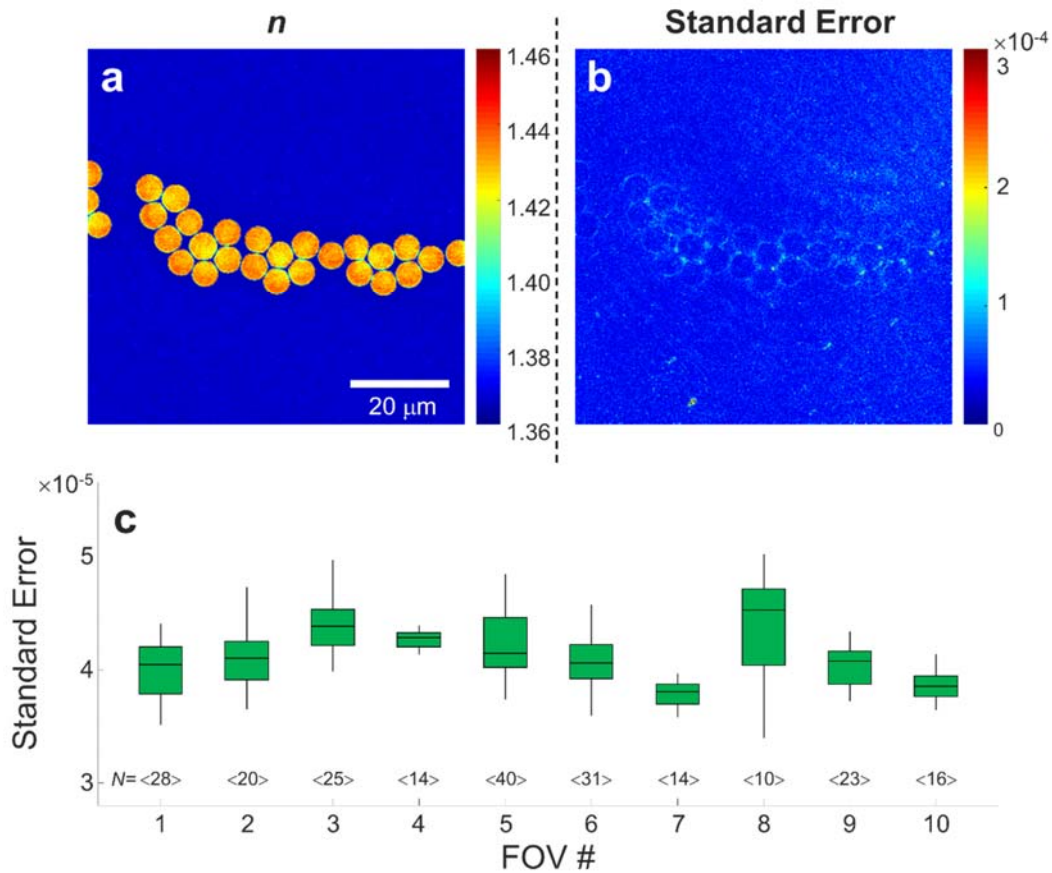 n
Standard Error
×10-4
a
b
1.46
1.44
1.42
1.40
1.38
1.36
20 μm
3
2
1
0
×10-5
c
Standard Error
5
4
3
N= <28> <20> <25> <14> <40> <31> <14> <10> <23> <16>
1 2 3 4 5 6 7 8 9 10
FOV #